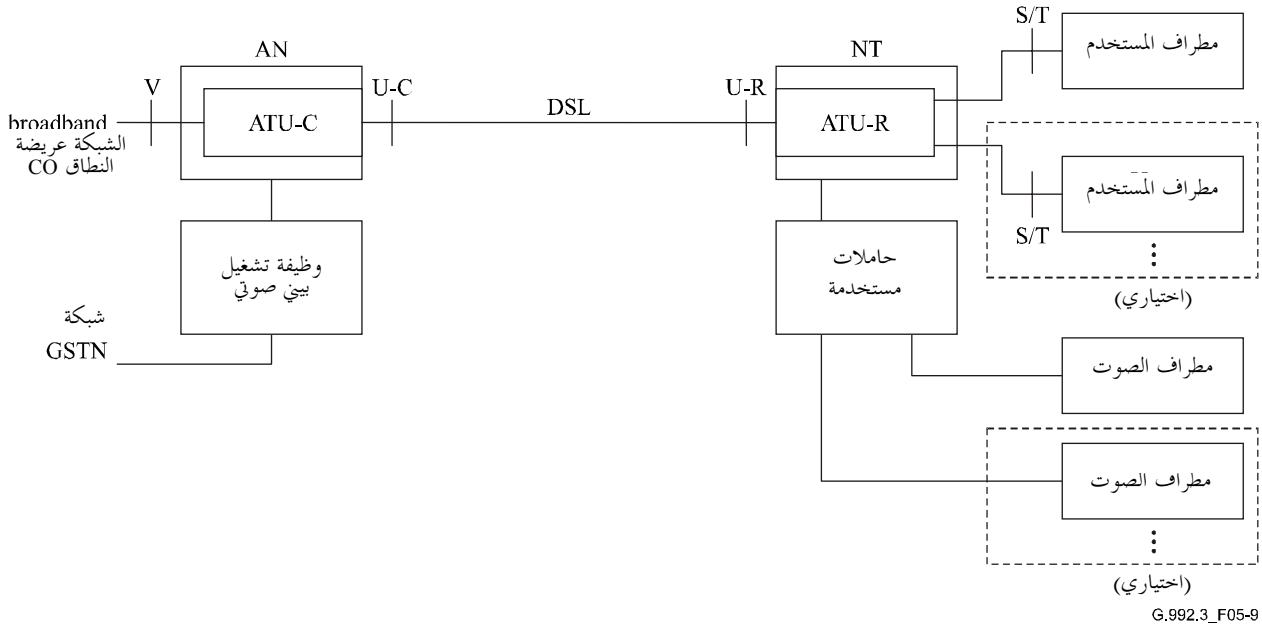 S/T
AN
NT
مطراف المستخدم
V
U-C
U-R
DSL
broadband
الشبكة عريضة
النطاق CO
ATU-C
ATU-R
مطراف المستخدم
S/T
وظيفة تشغيل
بيني صوتي
حاملات
مستخدمة
(اختياري)
شبكة
GSTN
مطراف الصوت
مطراف الصوت
(اختياري)
G.992.3_F05-9